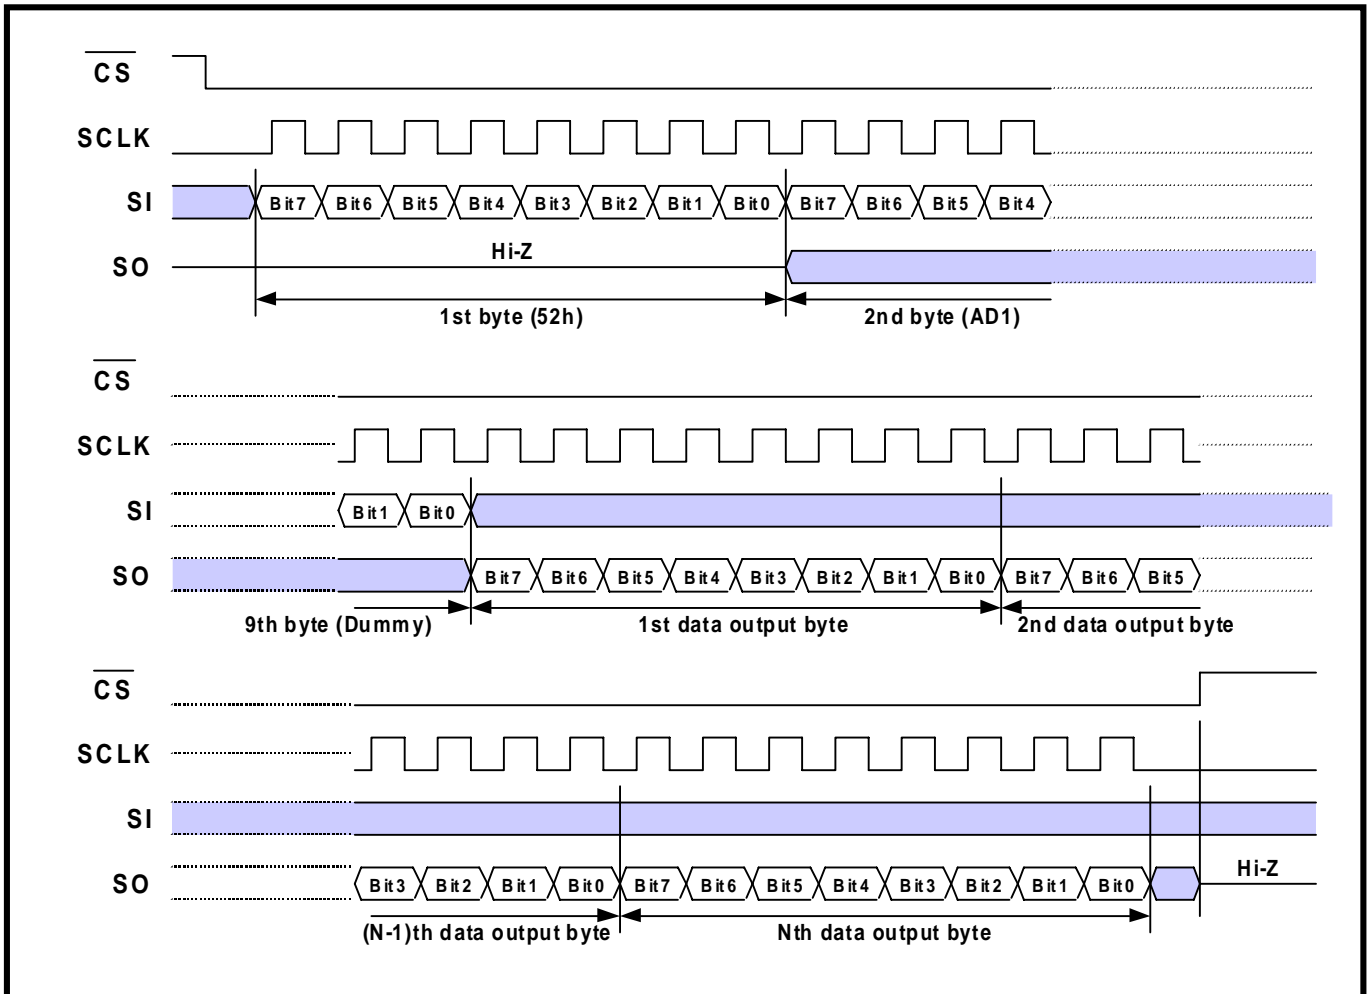 CS
SCLK
SI Bit7 Bit6 Bit5 Bit4 Bit3 Bit2 Bit1 Bit0 Bit7 Bit6 Bit5 Bit4
Hi-Z
SO
1st byte (52h) 2nd byte (AD1)
CS
SCLK
SI Bit1 Bit0
SO Bit7 Bit6 Bit5 Bit4 Bit3 Bit2 Bit1 Bit0 Bit7 Bit6 Bit5
9th byte (Dummy) 1st data output byte 2nd data output byte
CS
SCLK
SI
SO Bit3 Bit2 Bit1 Bit0 Bit7 Bit6 Bit5 Bit4 Bit3 Bit2 Bit1 Bit0 Hi-Z
(N-1)th data output byte Nth data output byte